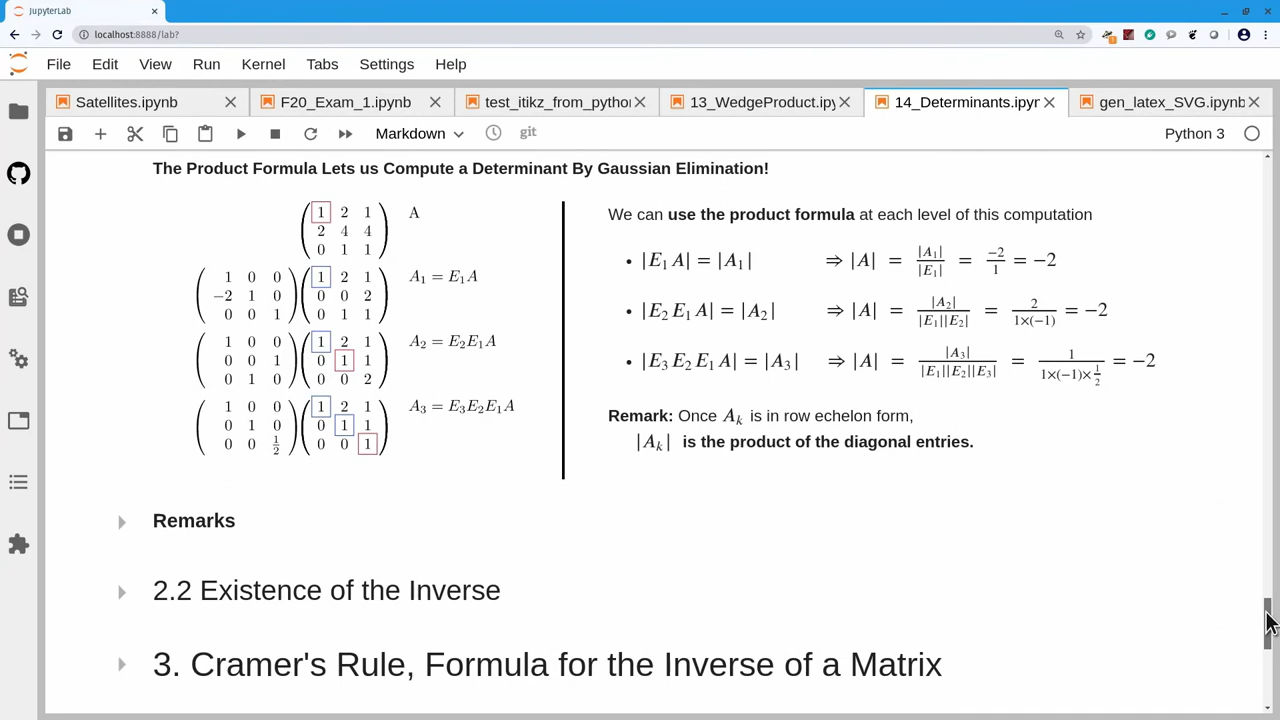 JupyterLab
localhost:8888/lab?
File Edit View Run Kernel Tabs Settings Help
Satellites.ipynb F20_Exam_1.ipynb test_itikz_from_pytho 13_WedgeProduct.ipy 14_Determinants.ipyn gen_latex_SVG.ipynb
Markdown git Python 3
The Product Formula Lets us Compute a Determinant By Gaussian Elimination!
1 2 1 A
2 4 4
0 1 1
1 0 0 1 2 1 A₁ = E₁A
−2 1 0 0 0 2
0 0 1 0 1 1
1 0 0 1 2 1 A₂ = E₂E₁A
0 0 1 0 1 1
0 1 0 0 0 2
1 0 0 1 2 1 A₃ = E₃E₂E₁A
0 1 0 0 1 1
0 0 1/2 0 0 1
We can use the product formula at each level of this computation
• |E₁ A| = |A₁| ⇒ |A| = |A₁| / |E₁| = −2/1 = −2
• |E₂ E₁ A| = |A₂| ⇒ |A| = |A₂| / |E₁||E₂| = 2 / 1×(−1) = −2
• |E₃ E₂ E₁ A| = |A₃| ⇒ |A| = |A₃| / |E₁||E₂||E₃| = 1 / 1×(−1)×1/2 = −2
Remark: Once Aₖ is in row echelon form,
|Aₖ| is the product of the diagonal entries.
Remarks
2.2 Existence of the Inverse
3. Cramer's Rule, Formula for the Inverse of a Matrix